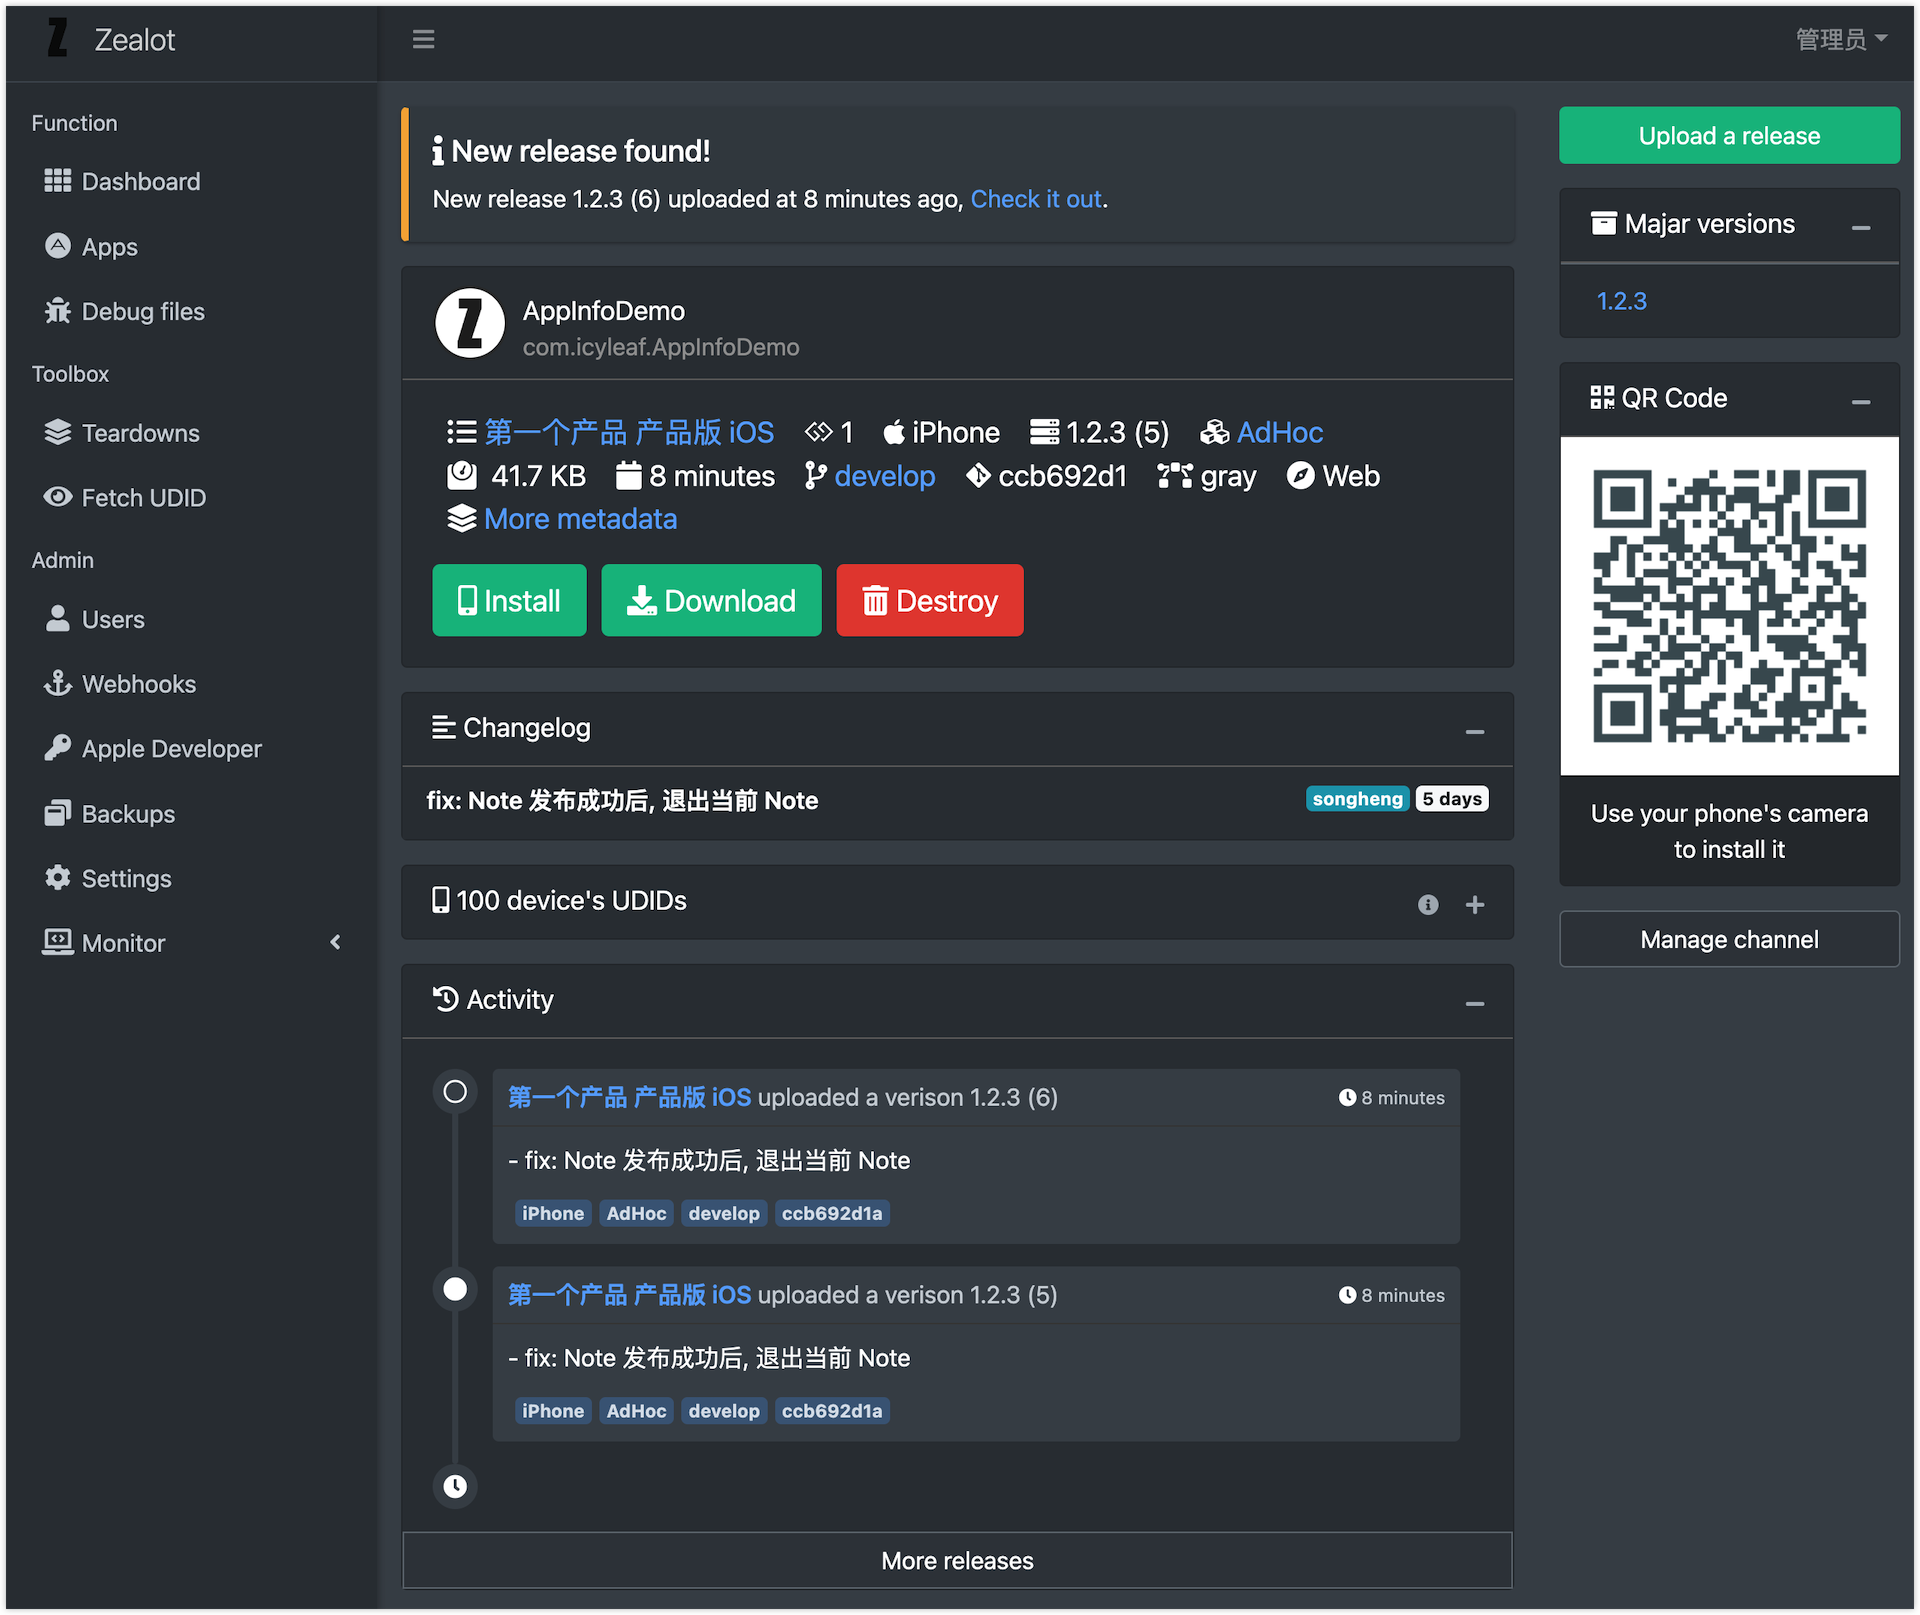 Zealot
管理员
Function
Dashboard
Apps
Debug files
Toolbox
Teardowns
Fetch UDID
Admin
Users
Webhooks
Apple Developer
Backups
Settings
Monitor
New release found!
New release 1.2.3 (6) uploaded at 8 minutes ago, Check it out.
AppInfoDemo
com.icyleaf.AppInfoDemo
第一个产品 产品版 iOS 1 iPhone 1.2.3 (5) AdHoc
41.7 KB 8 minutes develop ccb692d1 gray Web
More metadata
Install Download Destroy
Changelog
fix: Note 发布成功后, 退出当前 Note songheng 5 days
100 device's UDIDs
Activity
第一个产品 产品版 iOS uploaded a verison 1.2.3 (6) 8 minutes
- fix: Note 发布成功后, 退出当前 Note
iPhone AdHoc develop ccb692d1a
第一个产品 产品版 iOS uploaded a verison 1.2.3 (5) 8 minutes
- fix: Note 发布成功后, 退出当前 Note
iPhone AdHoc develop ccb692d1a
More releases
Upload a release
Majar versions
1.2.3
QR Code
Use your phone's camera
to install it
Manage channel